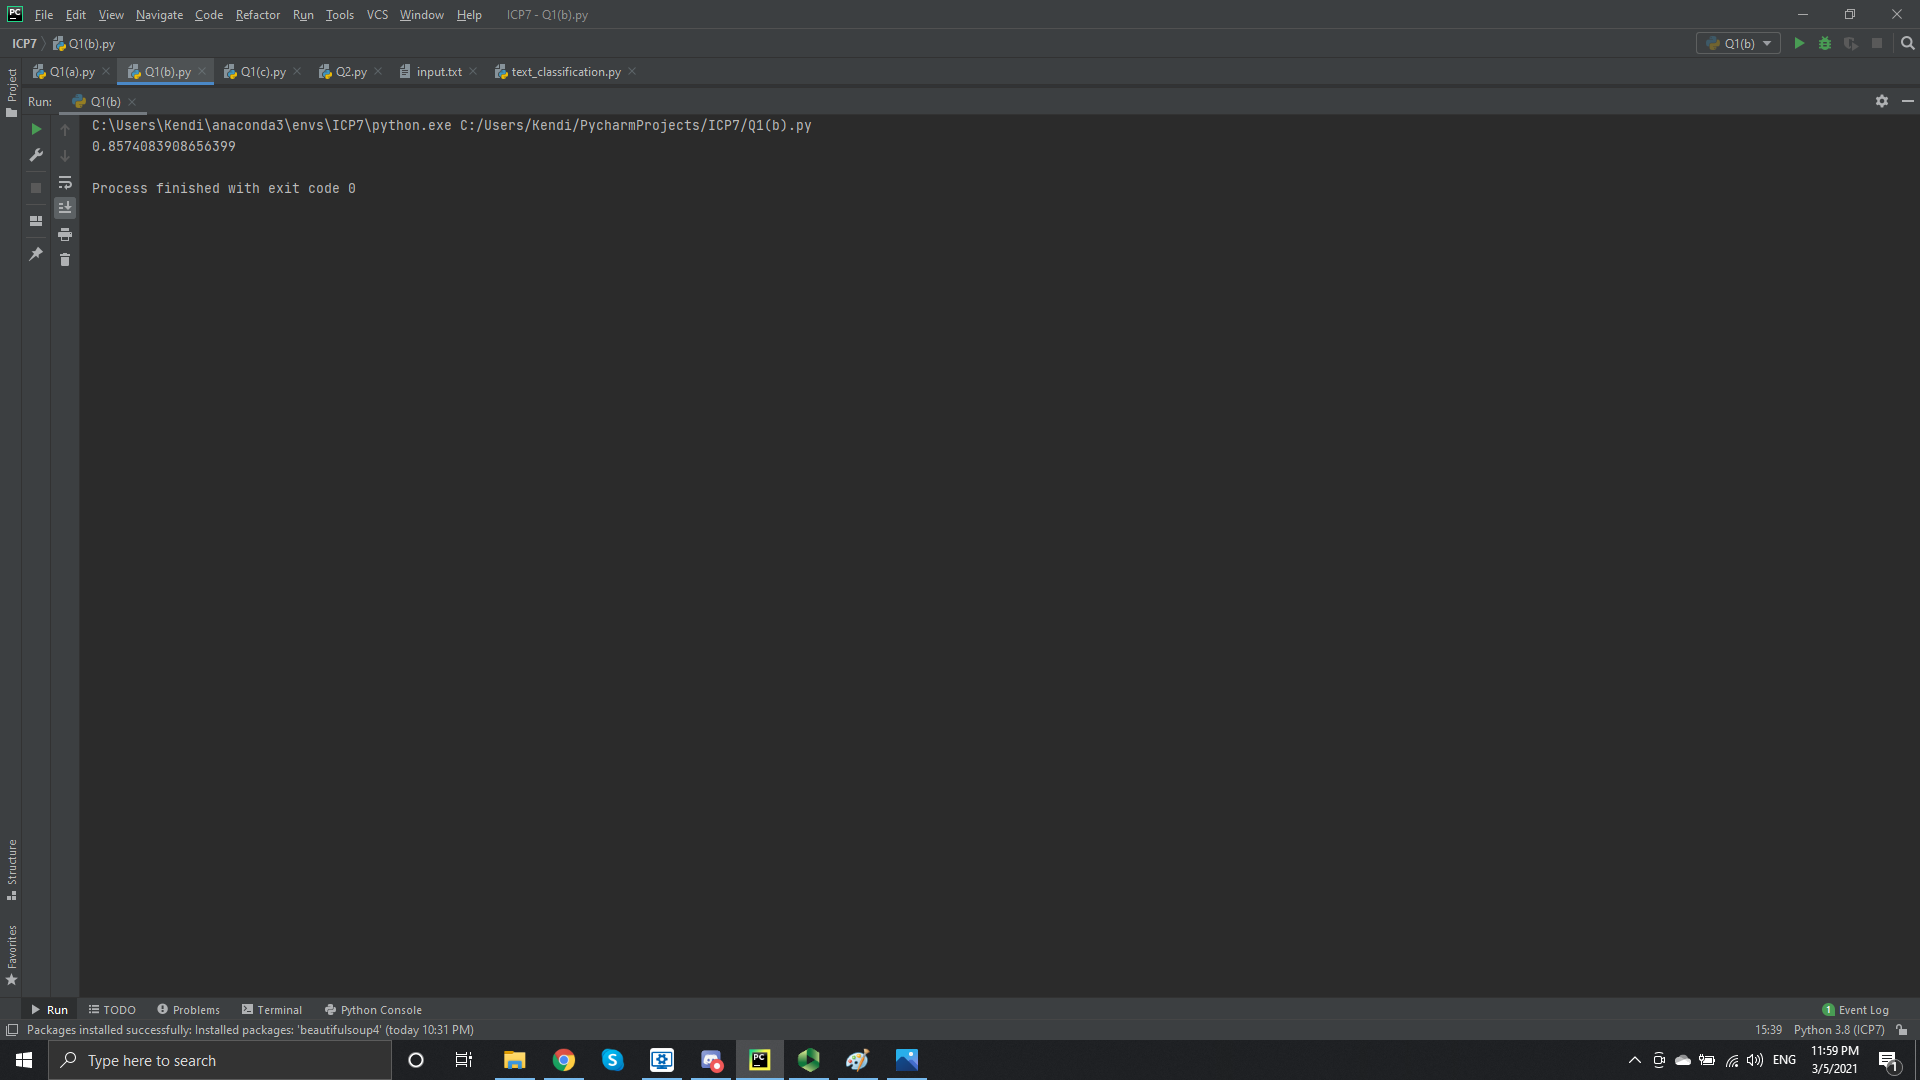 PC File Edit View Navigate Code Refactor Run Tools VCS Window Help ICP7 - Q1(b).py
ICP7 Q1(b).py Q1(b)
Q1(a).py Q1(b).py Q1(c).py Q2.py input.txt text_classification.py
Project
Run: Q1(b)
C:\Users\Kendi\anaconda3\envs\ICP7\python.exe C:/Users/Kendi/PycharmProjects/ICP7/Q1(b).py
0.8574083908656399
Process finished with exit code 0
Structure
Favorites
Run TODO Problems Terminal Python Console 1 Event Log
Packages installed successfully: Installed packages: 'beautifulsoup4' (today 10:31 PM) 15:39 Python 3.8 (ICP7)
Type here to search S PC ENG 11:59 PM
3/5/2021 1